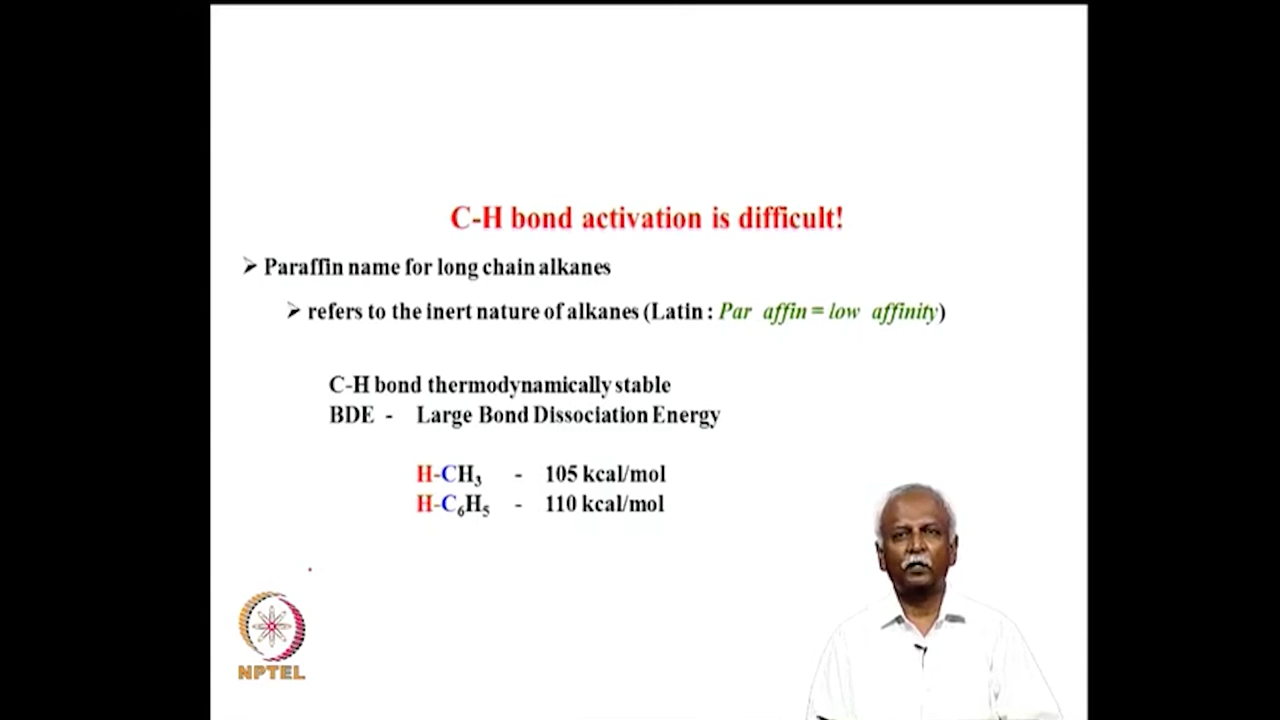 C-H bond activation is difficult!
➢ Paraffin name for long chain alkanes
➢ refers to the inert nature of alkanes (Latin : Par affin = low affinity)
C-H bond thermodynamically stable
BDE - Large Bond Dissociation Energy
H-CH₃ - 105 kcal/mol
H-C₆H₅ - 110 kcal/mol
NPTEL